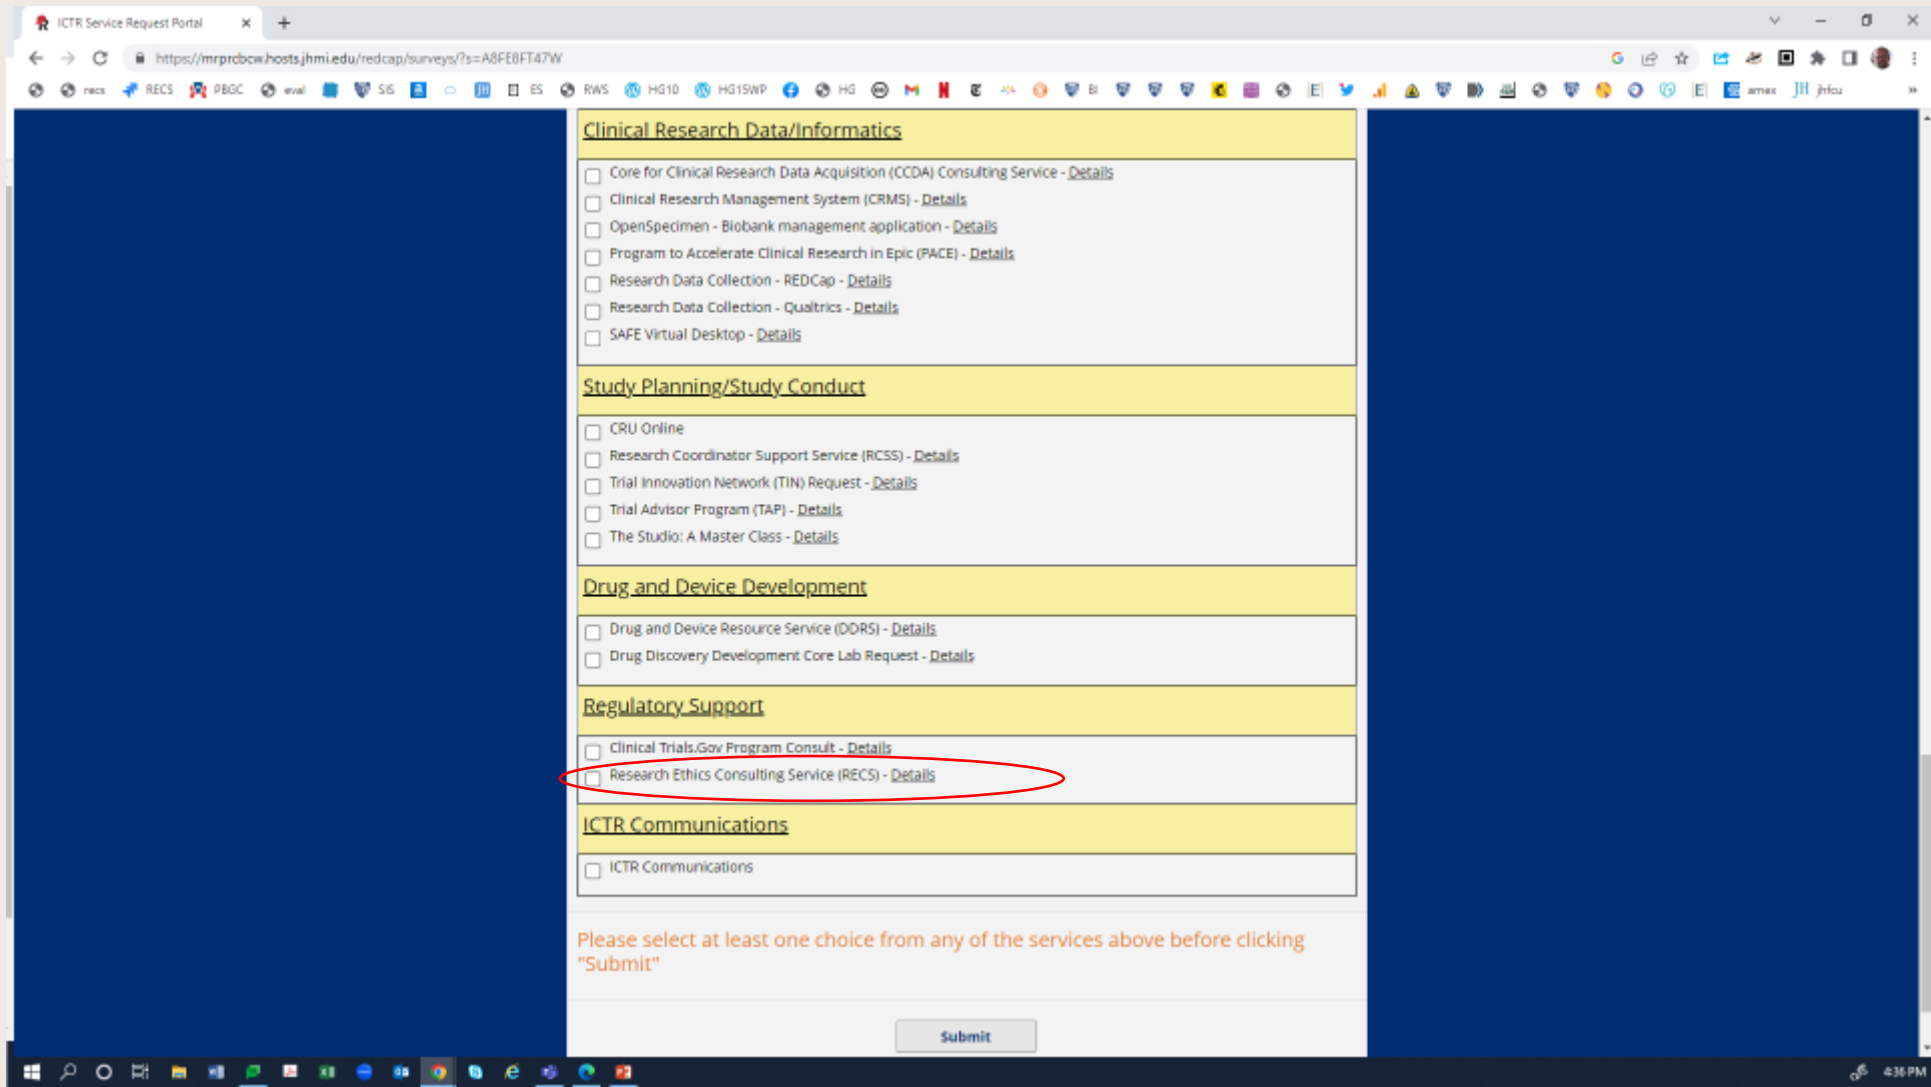 ICTR Service Request Portal
https://mrprcbcw.hosts.jhmi.edu/redcap/surveys/?s=A8FE8FT47W
recs RECS PBGC eval SIS ES RWS HG10 HG15WP HG BI amex jhfcu
Clinical Research Data/Informatics
Core for Clinical Research Data Acquisition (CCDA) Consulting Service - Details
Clinical Research Management System (CRMS) - Details
OpenSpecimen - Biobank management application - Details
Program to Accelerate Clinical Research in Epic (PACE) - Details
Research Data Collection - REDCap - Details
Research Data Collection - Qualtrics - Details
SAFE Virtual Desktop - Details
Study Planning/Study Conduct
CRU Online
Research Coordinator Support Service (RCSS) - Details
Trial Innovation Network (TIN) Request - Details
Trial Advisor Program (TAP) - Details
The Studio: A Master Class - Details
Drug and Device Development
Drug and Device Resource Service (DDRS) - Details
Drug Discovery Development Core Lab Request - Details
Regulatory Support
Clinical Trials.Gov Program Consult - Details
Research Ethics Consulting Service (RECS) - Details
ICTR Communications
ICTR Communications
Please select at least one choice from any of the services above before clicking
"Submit"
Submit
4:36 PM